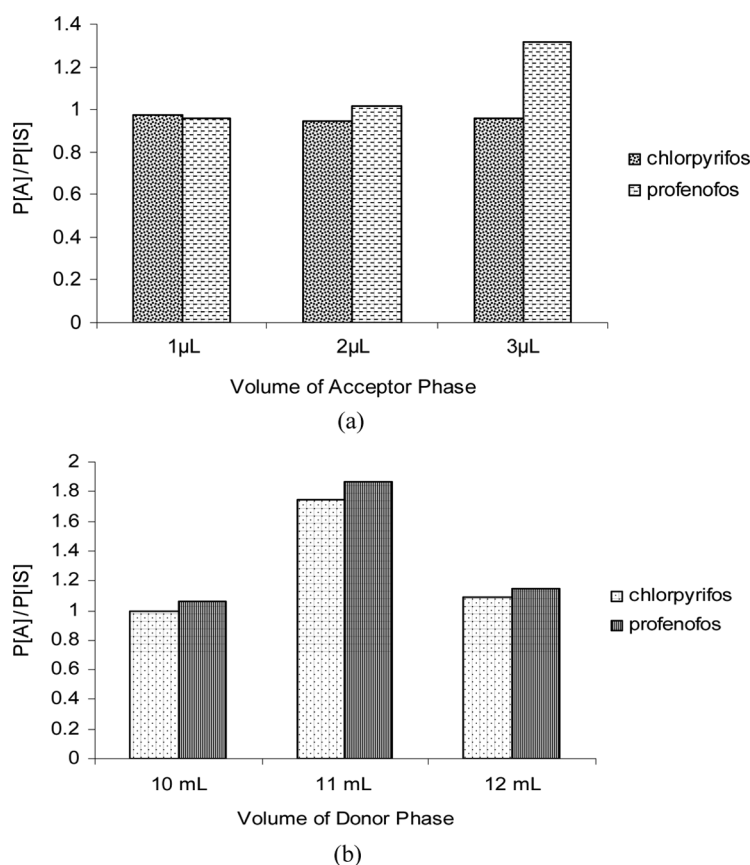 1.4
1.2
1
0.8
0.6
0.4
0.2
0
P[A]/P[IS]
1µL 2µL 3µL
Volume of Acceptor Phase
chlorpyrifos
profenofos
(a)
2
1.8
1.6
1.4
1.2
1
0.8
0.6
0.4
0.2
0
P[A]/P[IS]
10 mL 11 mL 12 mL
Volume of Donor Phase
chlorpyrifos
profenofos
(b)